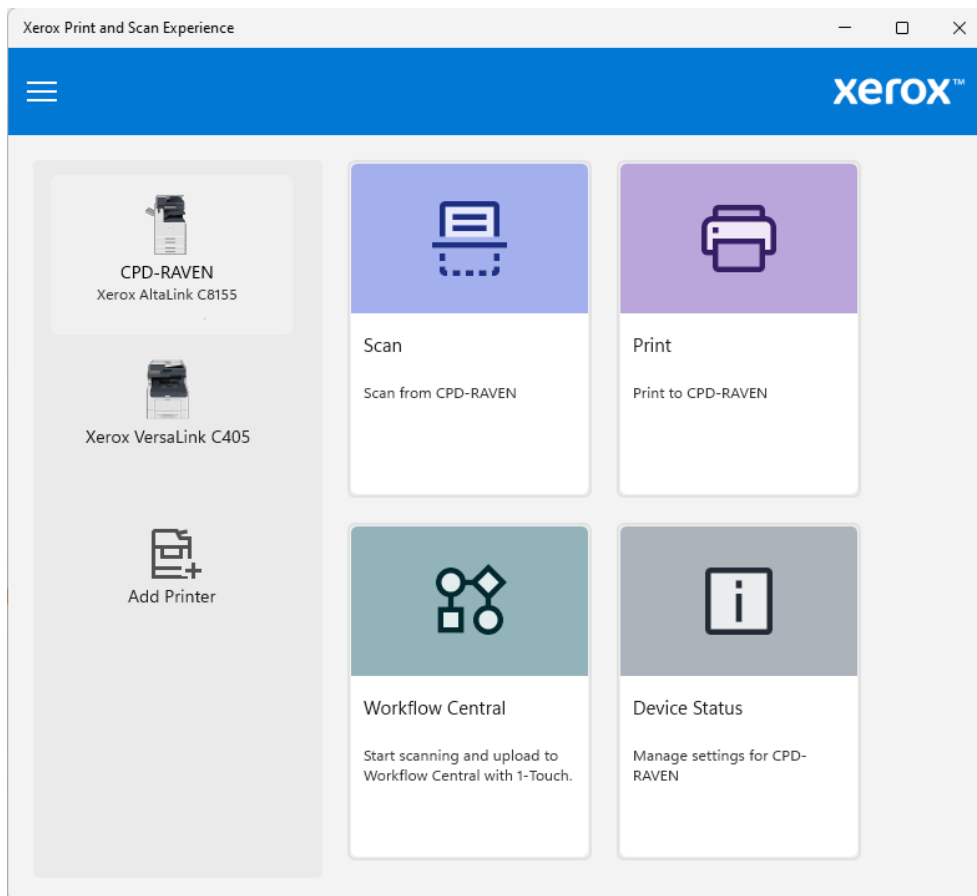 Xerox Print and Scan Experience
xerox™
CPD-RAVEN
Xerox AltaLink C8155
Xerox VersaLink C405
Add Printer
Scan
Scan from CPD-RAVEN
Print
Print to CPD-RAVEN
Workflow Central
Start scanning and upload to
Workflow Central with 1-Touch.
Device Status
Manage settings for CPD-
RAVEN